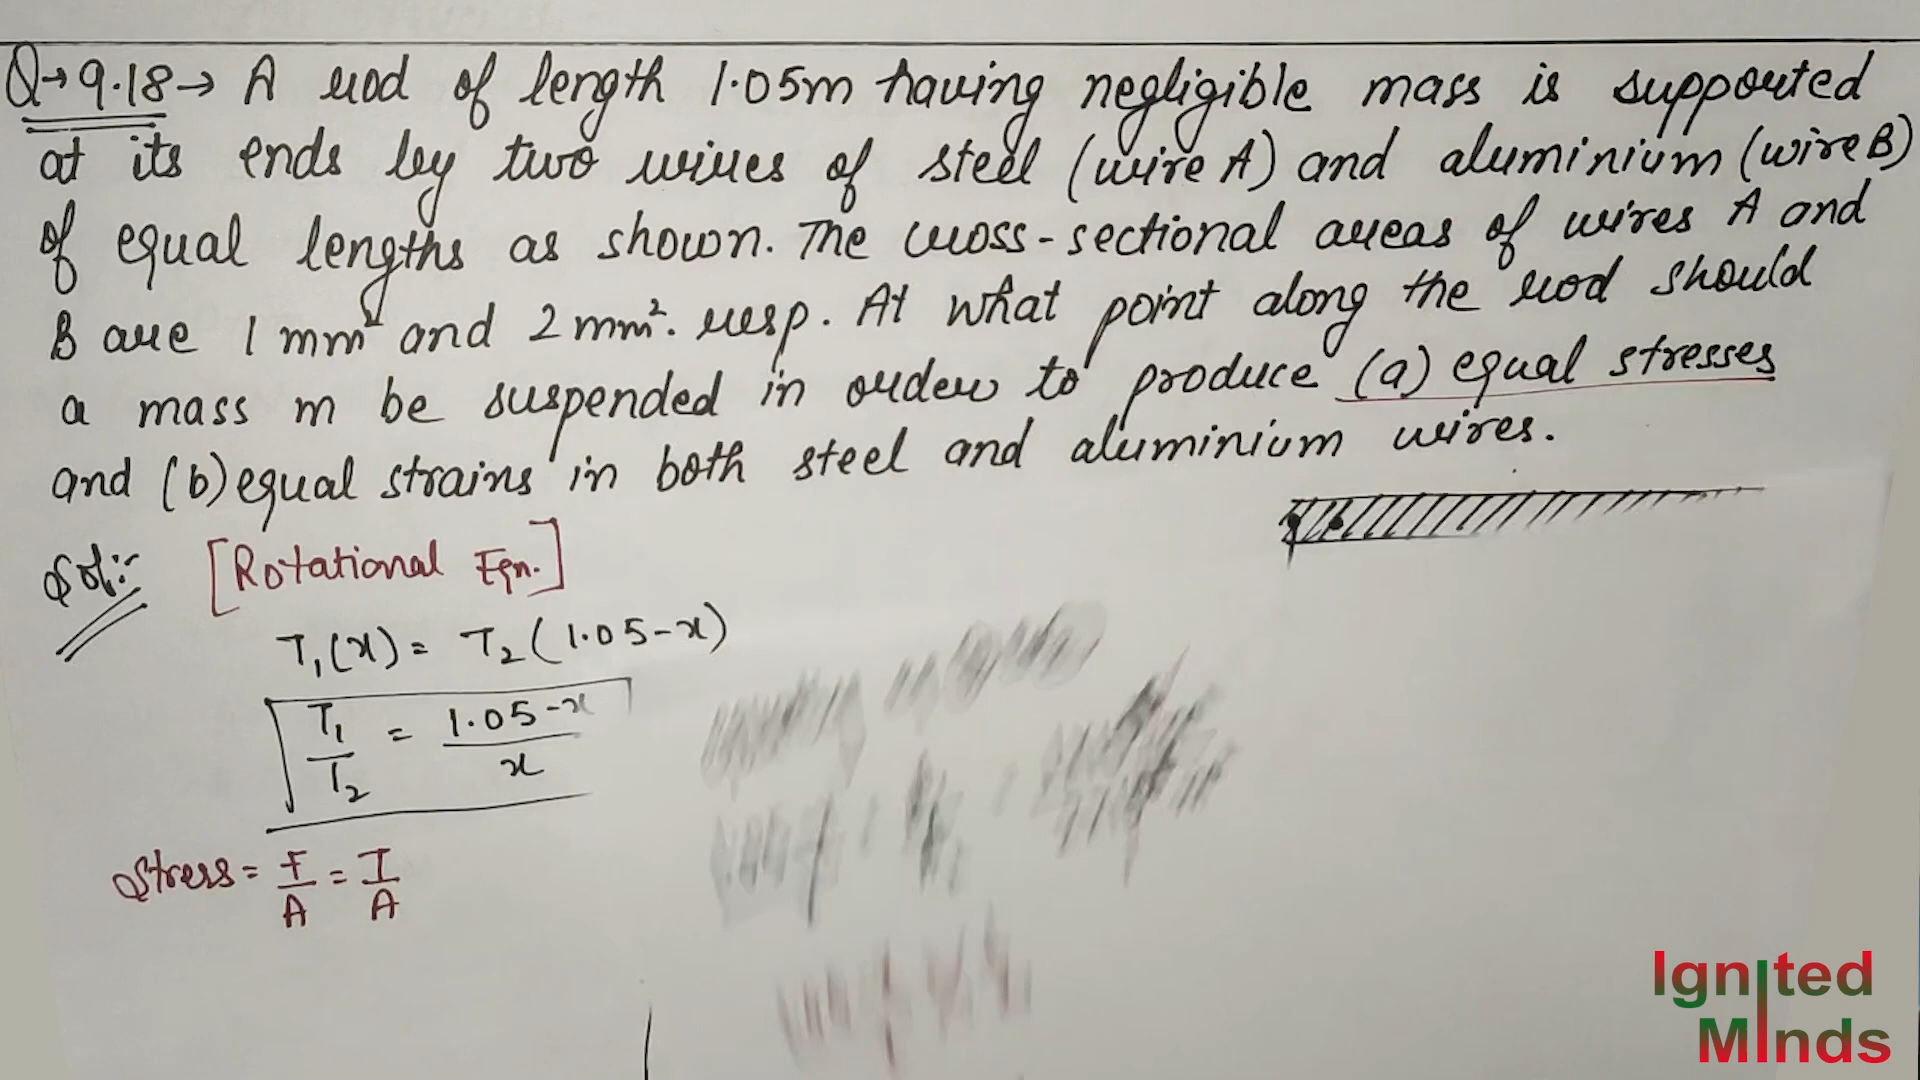 Q→9.18→ A rod of length 1.05m having negligible mass is supported
at its ends by two wires of steel (wire A) and aluminium (wire B)
of equal lengths as shown. The cross-sectional areas of wires A and
B are 1 mm² and 2 mm². resp. At what point along the rod should
a mass m be suspended in order to produce (a) equal stresses
and (b) equal strains in both steel and aluminium wires.
Sol:-
[Rotational Eqn.]
T₁(x) = T₂(1.05-x)
T₁/T₂ = 1.05-x/x
Stress = F/A = T/A
Ignited
Minds